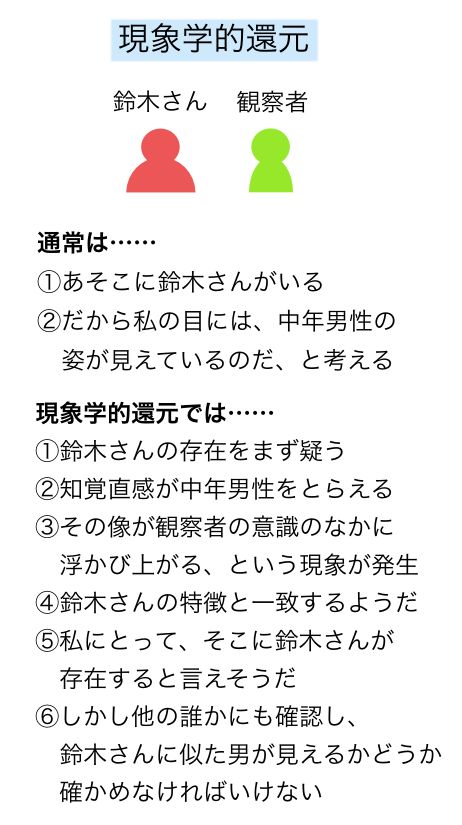 現象学的還元
鈴木さん　観察者
通常は……
①あそこに鈴木さんがいる
②だから私の目には、中年男性の
姿が見えているのだ、と考える
現象学的還元では……
①鈴木さんの存在をまず疑う
②知覚直感が中年男性をとらえる
③その像が観察者の意識のなかに
浮かび上がる、という現象が発生
④鈴木さんの特徴と一致するようだ
⑤私にとって、そこに鈴木さんが
存在すると言えそうだ
⑥しかし他の誰かにも確認し、
鈴木さんに似た男が見えるかどうか
確かめなければいけない